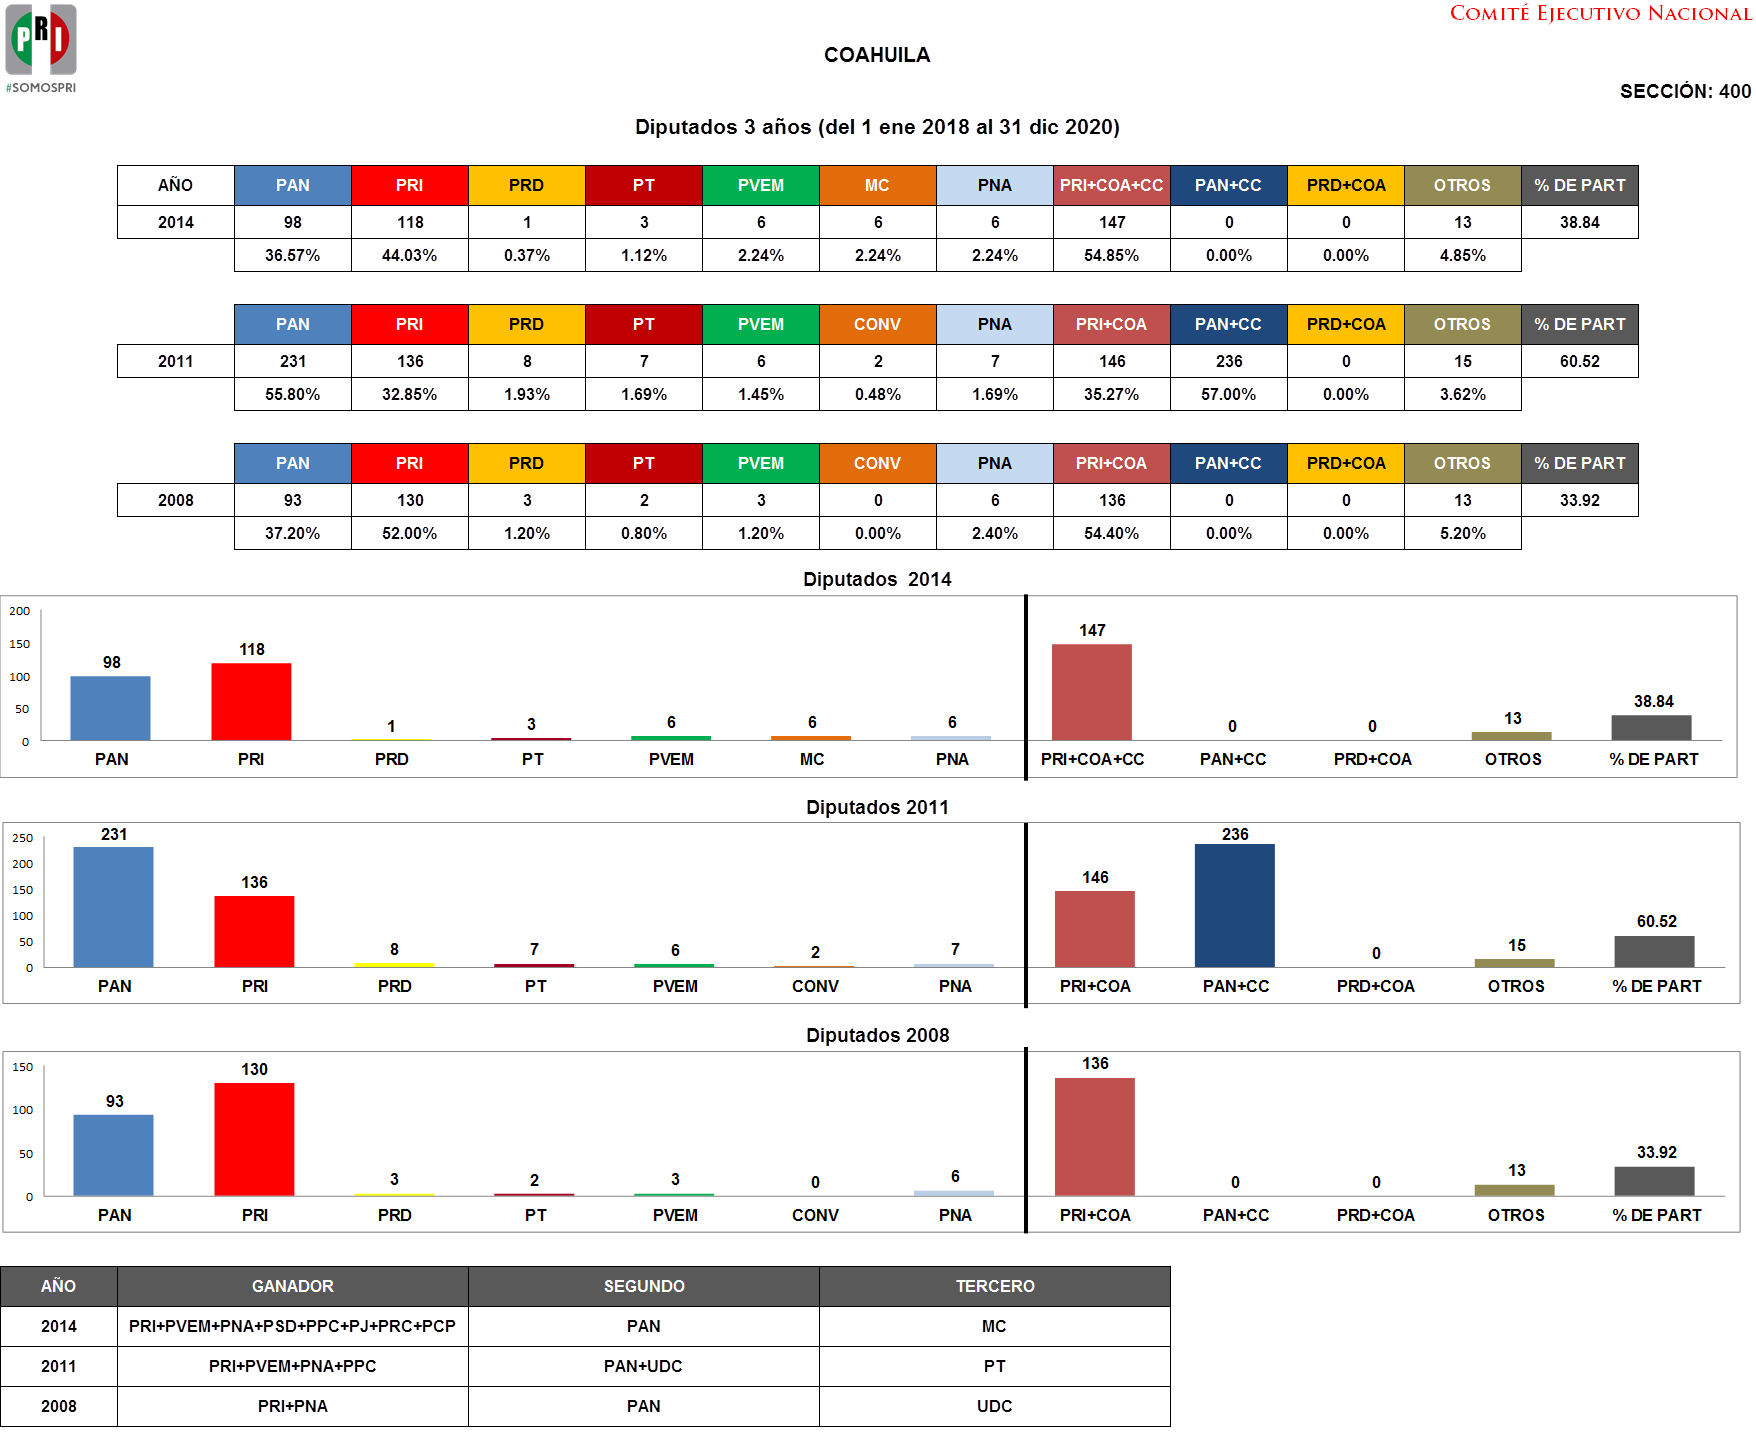 PRI
#SOMOSPRI
COMITÉ EJECUTIVO NACIONAL
COAHUILA
SECCIÓN: 400
Diputados 3 años (del 1 ene 2018 al 31 dic 2020)
AÑO PAN PRI PRD PT PVEM MC PNA PRI+COA+CC PAN+CC PRD+COA OTROS % DE PART
2014 98 118 1 3 6 6 6 147 0 0 13 38.84
36.57% 44.03% 0.37% 1.12% 2.24% 2.24% 2.24% 54.85% 0.00% 0.00% 4.85%
PAN PRI PRD PT PVEM CONV PNA PRI+COA PAN+CC PRD+COA OTROS % DE PART
2011 231 136 8 7 6 2 7 146 236 0 15 60.52
55.80% 32.85% 1.93% 1.69% 1.45% 0.48% 1.69% 35.27% 57.00% 0.00% 3.62%
PAN PRI PRD PT PVEM CONV PNA PRI+COA PAN+CC PRD+COA OTROS % DE PART
2008 93 130 3 2 3 0 6 136 0 0 13 33.92
37.20% 52.00% 1.20% 0.80% 1.20% 0.00% 2.40% 54.40% 0.00% 0.00% 5.20%
Diputados 2014
200
150
100
50
0
98 118 1 3 6 6 6 147 0 0 13 38.84
PAN PRI PRD PT PVEM MC PNA PRI+COA+CC PAN+CC PRD+COA OTROS % DE PART
Diputados 2011
250
200
150
100
50
0
231 136 8 7 6 2 7 146 236 0 15 60.52
PAN PRI PRD PT PVEM CONV PNA PRI+COA PAN+CC PRD+COA OTROS % DE PART
Diputados 2008
150
100
50
0
93 130 3 2 3 0 6 136 0 0 13 33.92
PAN PRI PRD PT PVEM CONV PNA PRI+COA PAN+CC PRD+COA OTROS % DE PART
AÑO GANADOR SEGUNDO TERCERO
2014 PRI+PVEM+PNA+PSD+PPC+PJ+PRC+PCP PAN MC
2011 PRI+PVEM+PNA+PPC PAN+UDC PT
2008 PRI+PNA PAN UDC